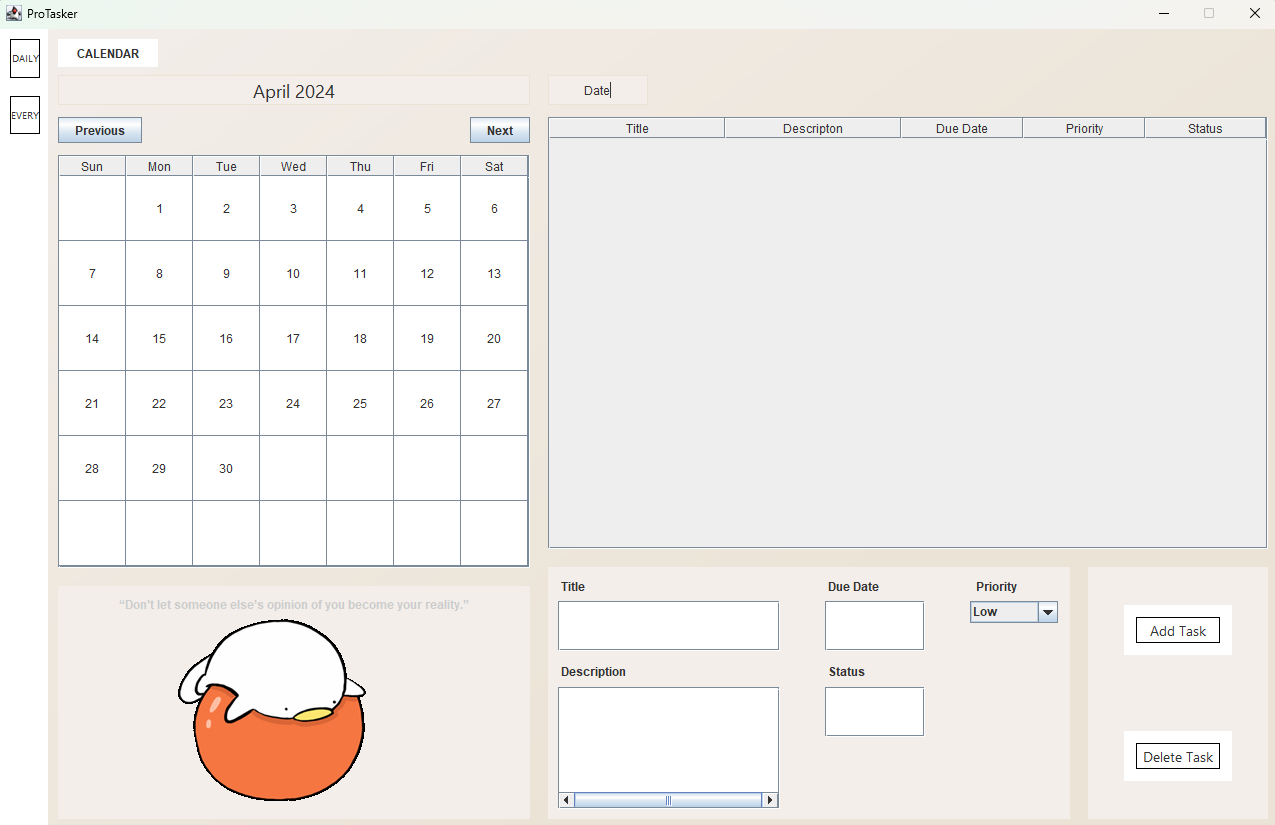 ProTasker
DAILY
EVERY
CALENDAR
April 2024
Previous
Next
Sun Mon Tue Wed Thu Fri Sat
1 2 3 4 5 6
7 8 9 10 11 12 13
14 15 16 17 18 19 20
21 22 23 24 25 26 27
28 29 30
“Don’t let someone else’s opinion of you become your reality.”
Date
Title Descripton Due Date Priority Status
Title
Due Date
Priority
Low
Description
Status
Add Task
Delete Task